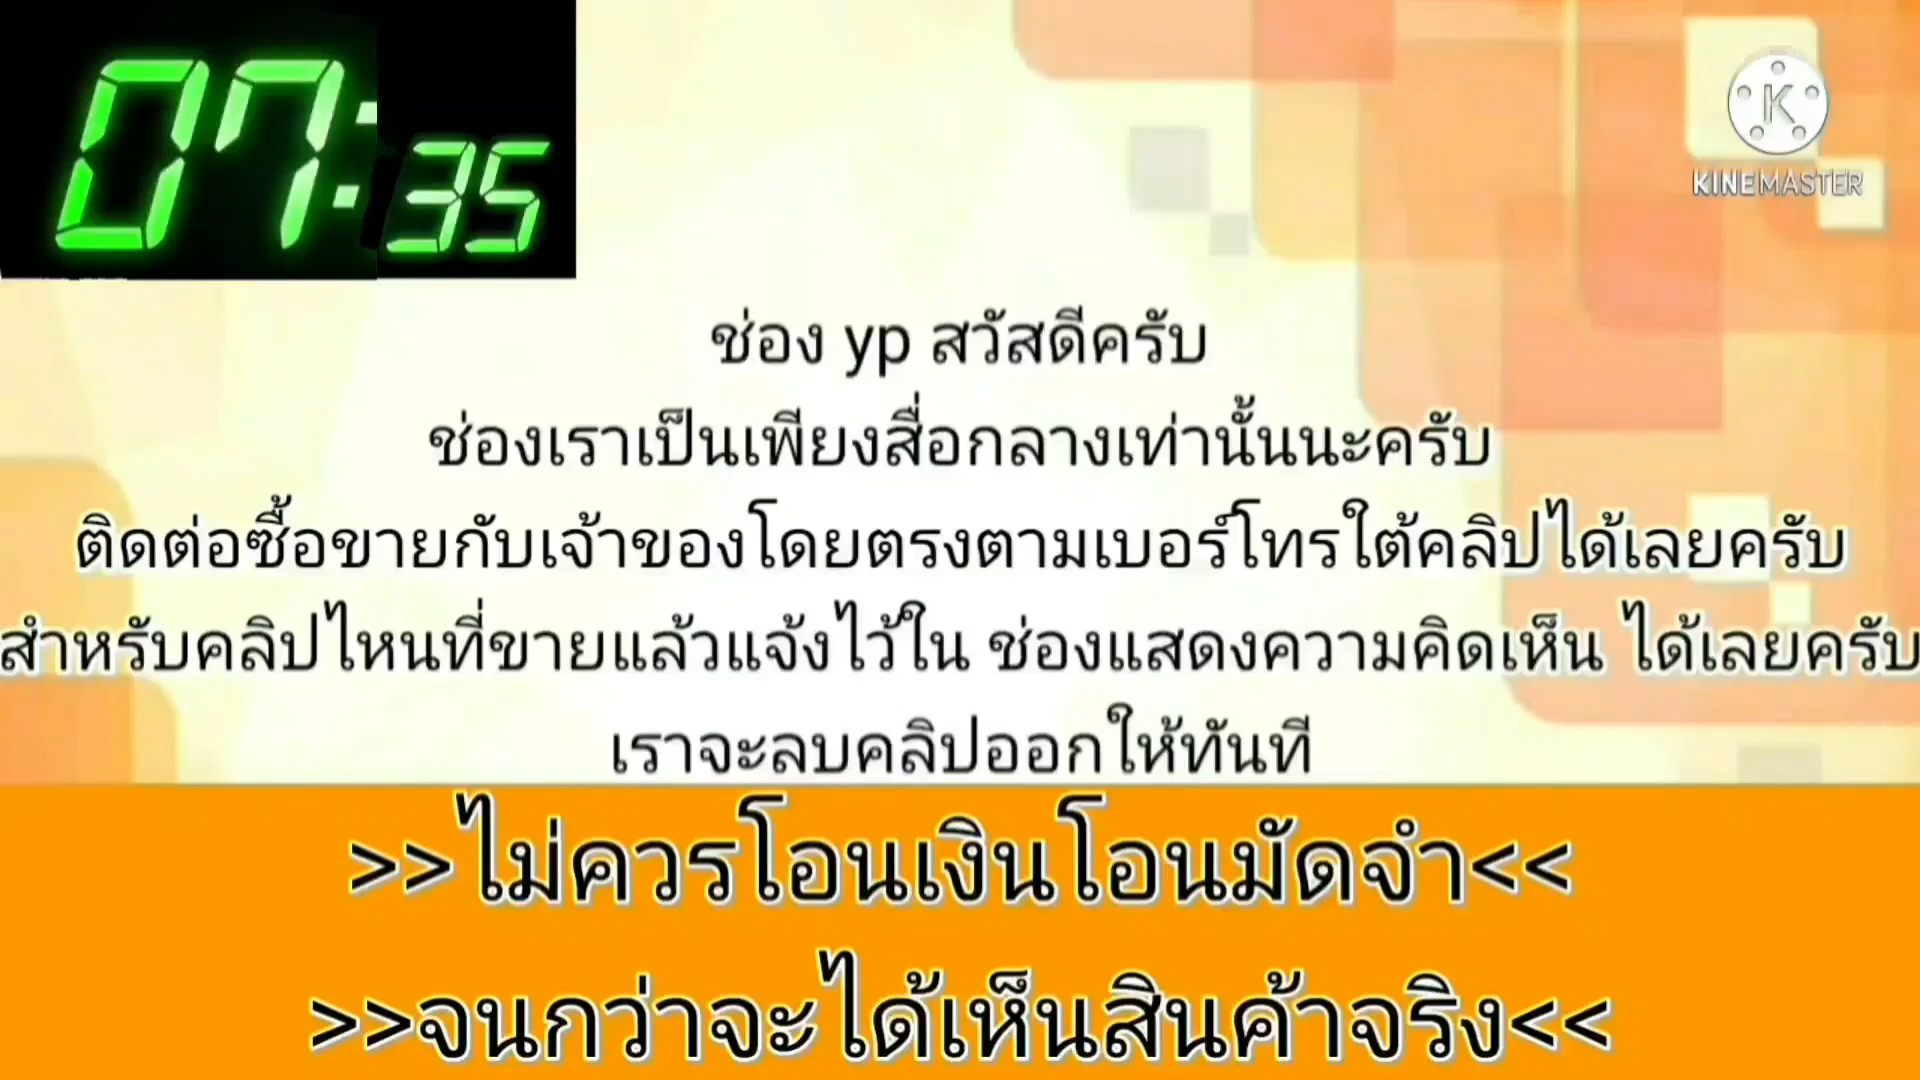 07:35
KINEMASTER
ช่อง yp สวัสดีครับ
ช่องเราเป็นเพียงสื่อกลางเท่านั้นนะครับ
ติดต่อซื้อขายกับเจ้าของโดยตรงตามเบอร์โทรใต้คลิปได้เลยครับ
สำหรับคลิปไหนที่ขายแล้วแจ้งไว้ใน ช่องแสดงความคิดเห็น ได้เลยครับ
เราจะลบคลิปออกให้ทันที
>>ไม่ควรโอนเงินโอนมัดจำ<<
>>จนกว่าจะได้เห็นสินค้าจริง<<